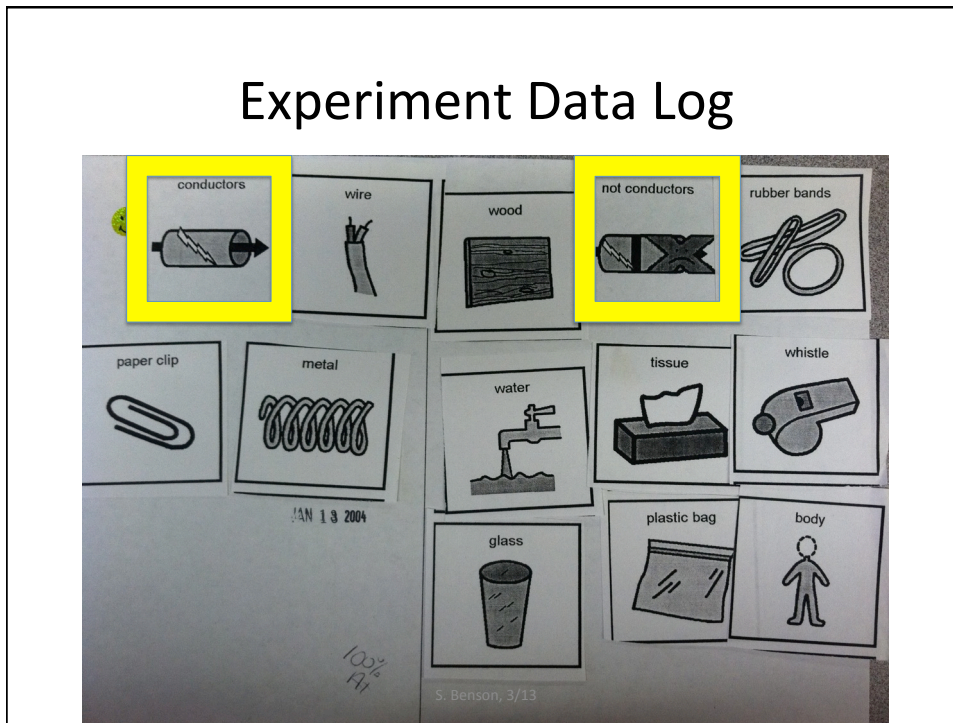 Experiment Data Log
conductors
wire
wood
not conductors
rubber bands
paper clip
metal
water
tissue
whistle
JAN 13 2004
glass
plastic bag
body
100%
A+
S. Benson, 3/13